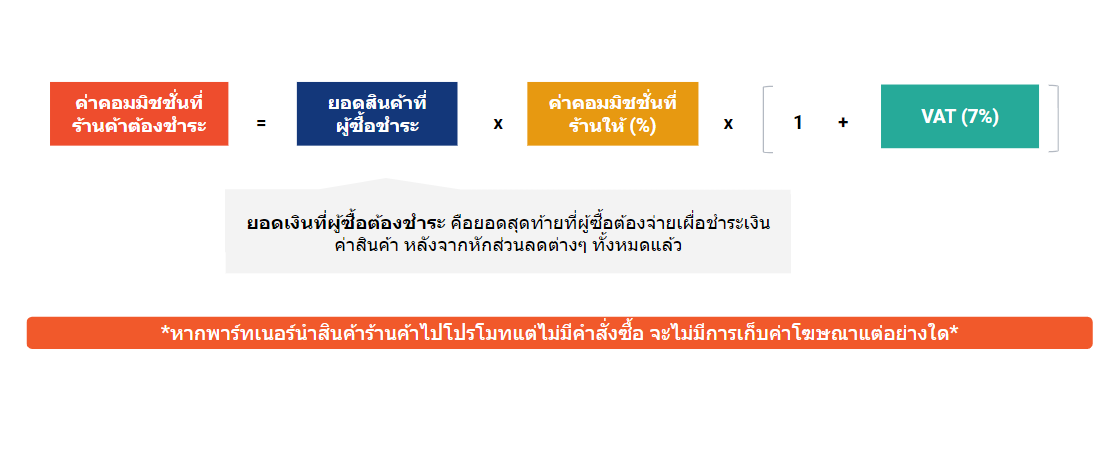 ค่าคอมมิชชั่นที่
ร้านค้าต้องชำระ
=
ยอดสินค้าที่
ผู้ซื้อชำระ
x
ค่าคอมมิชชั่นที่
ร้านให้ (%)
x
1
+
VAT (7%)
ยอดเงินที่ผู้ซื้อต้องชำระ คือยอดสุดท้ายที่ผู้ซื้อต้องจ่ายเผื่อชำระเงิน
ค่าสินค้า หลังจากหักส่วนลดต่างๆ ทั้งหมดแล้ว
*หากพาร์ทเนอร์นำสินค้าร้านค้าไปโปรโมทแต่ไม่มีคำสั่งซื้อ จะไม่มีการเก็บค่าโฆษณาแต่อย่างใด*